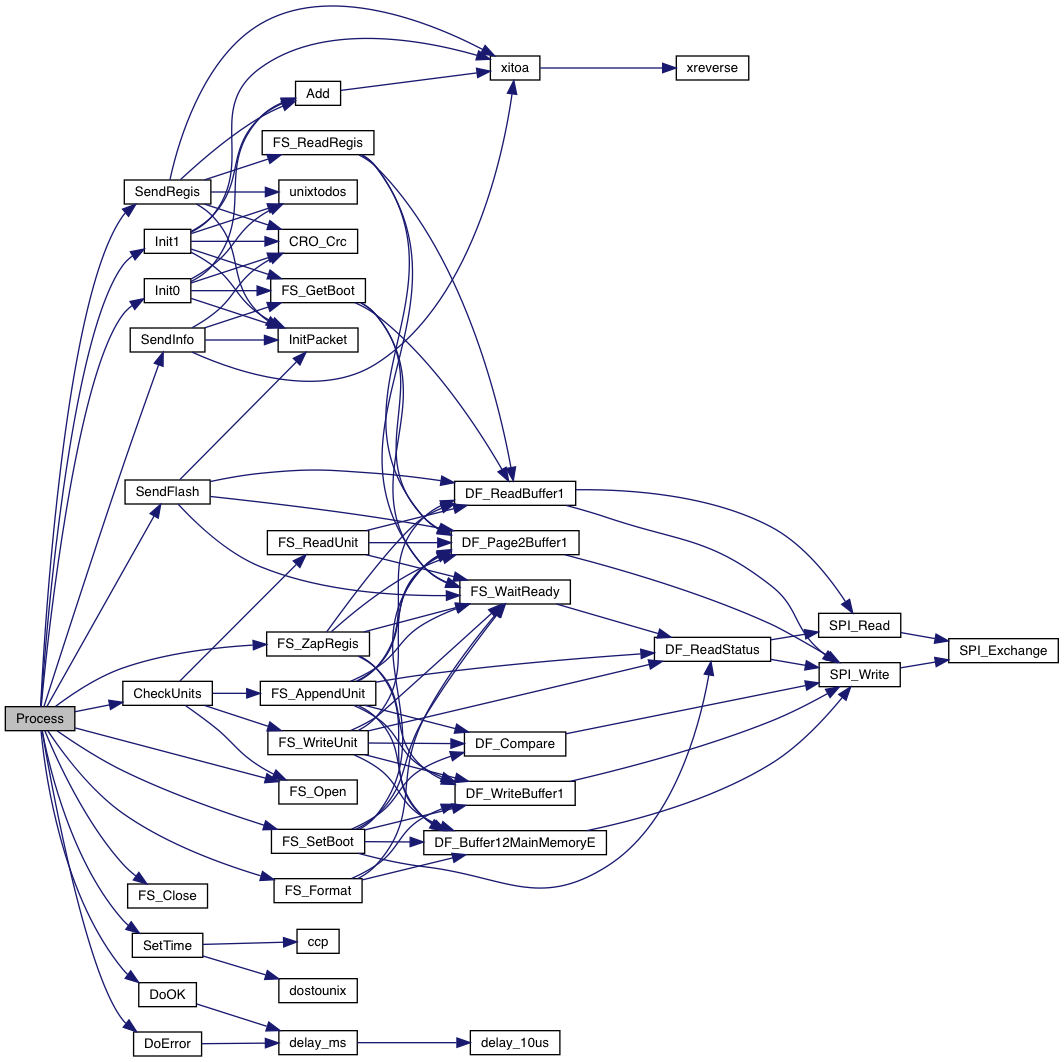 xitoa
xreverse
Add
FS_ReadRegis
SendRegis
unixtodos
Init1
CRO_Crc
Init0
FS_GetBoot
SendInfo
InitPacket
SendFlash
DF_ReadBuffer1
FS_ReadUnit
DF_Page2Buffer1
FS_WaitReady
SPI_Read
FS_ZapRegis
DF_ReadStatus
SPI_Exchange
SPI_Write
CheckUnits
FS_AppendUnit
Process
FS_WriteUnit
DF_Compare
FS_Open
DF_WriteBuffer1
FS_SetBoot
DF_Buffer12MainMemoryE
FS_Format
FS_Close
SetTime
ccp
DoOK
dostounix
DoError
delay_ms
delay_10us